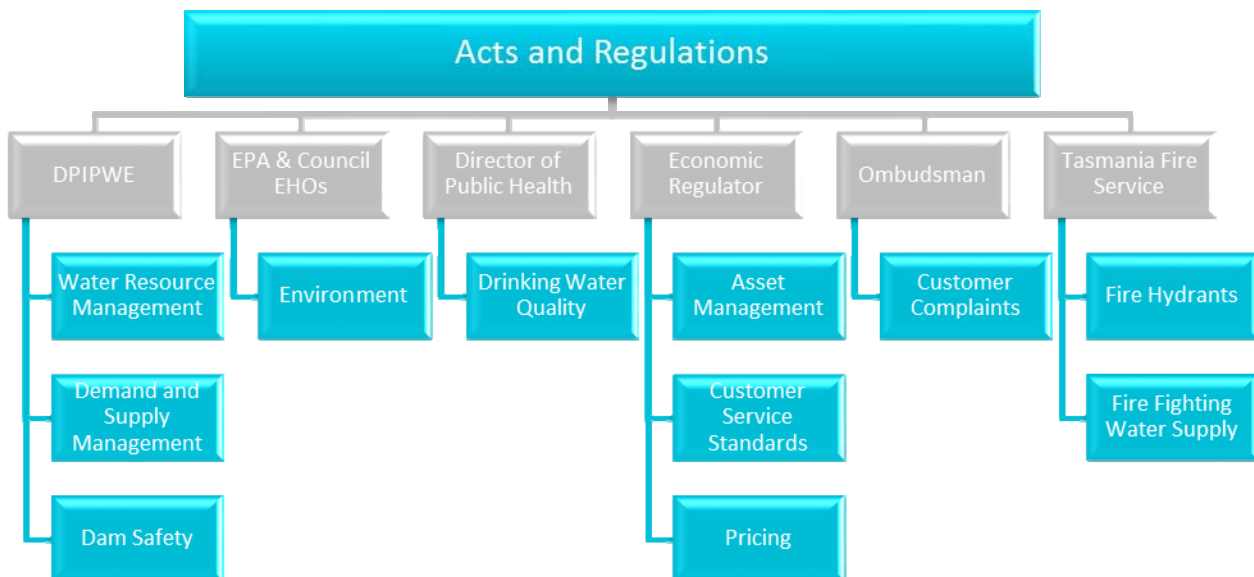 Acts and Regulations
DPIPWE
EPA & Council
EHOs
Director of
Public Health
Economic
Regulator
Ombudsman
Tasmania Fire
Service
Water Resource
Management
Environment
Drinking Water
Quality
Asset
Management
Customer
Complaints
Fire Hydrants
Demand and
Supply
Management
Customer
Service
Standards
Fire Fighting
Water Supply
Dam Safety
Pricing